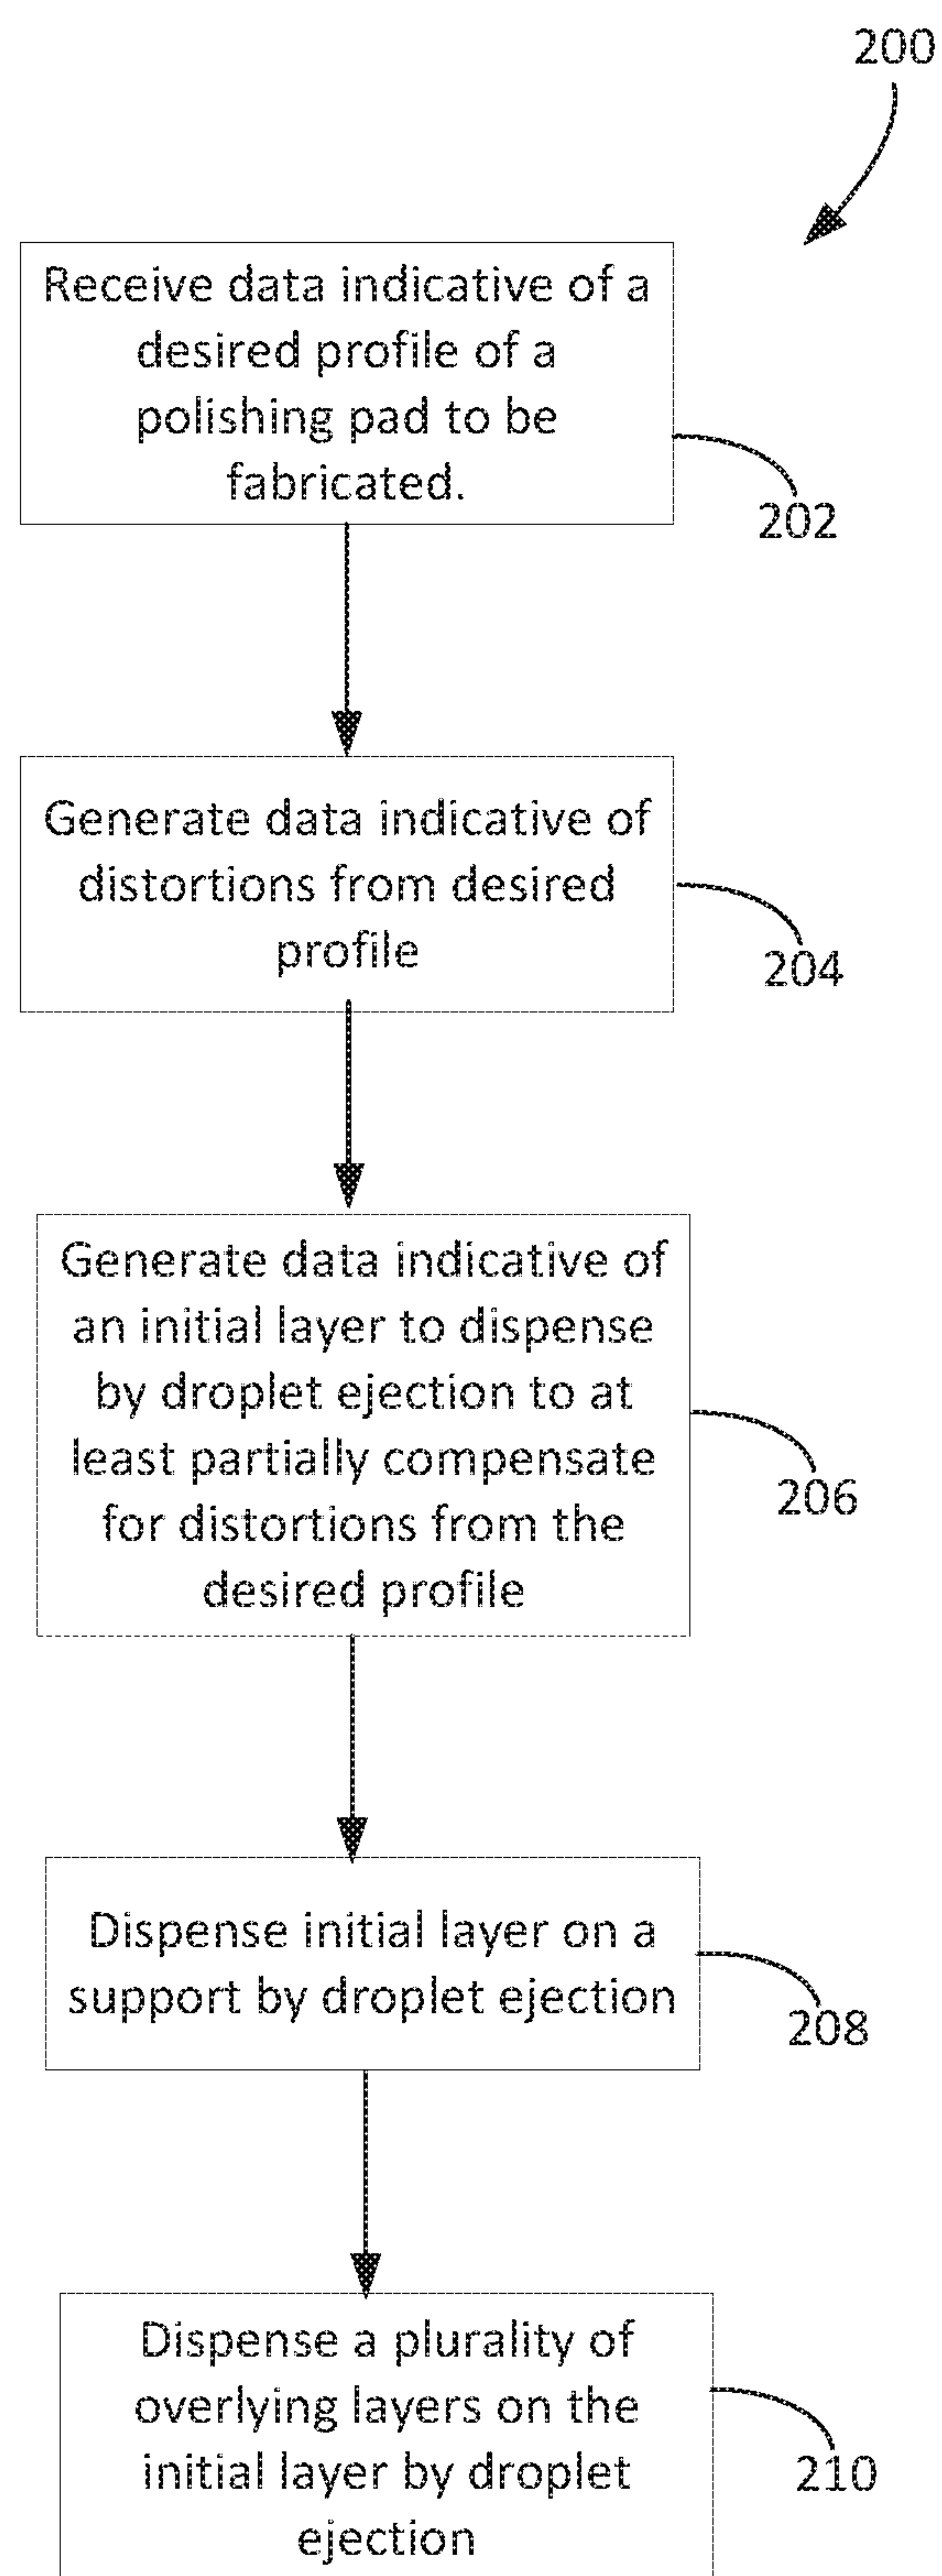 200
Receive data indicative of a
desired profile of a
polishing pad to be
fabricated.
202
Generate data indicative of
distortions from desired
profile
204
Generate data indicative of
an initial layer to dispense
by droplet ejection to at
least partially compensate
for distortions from the
desired profile
206
Dispense initial layer on a
support by droplet ejection
208
Dispense a plurality of
overlying layers on the
initial layer by droplet
ejection
210